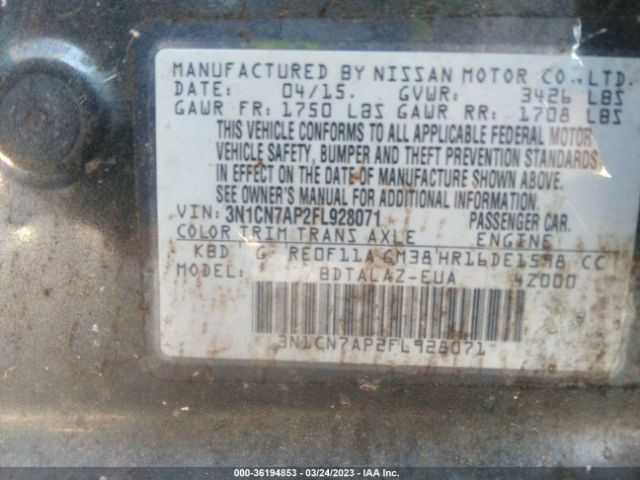 MANUFACTURED BY NISSAN MOTOR CO.,LTD.
DATE: 04/15. GVWR: 3426 LBS
GAWR FR: 1750 LBS GAWR RR: 1708 LBS
THIS VEHICLE CONFORMS TO ALL APPLICABLE FEDERAL MOTOR
VEHICLE SAFETY, BUMPER AND THEFT PREVENTION STANDARDS
IN EFFECT ON THE DATE OF MANUFACTURE SHOWN ABOVE.
SEE OWNER'S MANUAL FOR ADDITIONAL INFORMATION.
VIN: 3N1CN7AP2FL928071 PASSENGER CAR.
COLOR TRIM TRANS AXLE ENGINE
KBD G RE0F11A GM38 HR16DE1598 CC
MODEL: BDTALAZ-EUA 4Z000
3N1CN7AP2FL928071
000-36194853 / 03/24/2023 - IAA Inc.